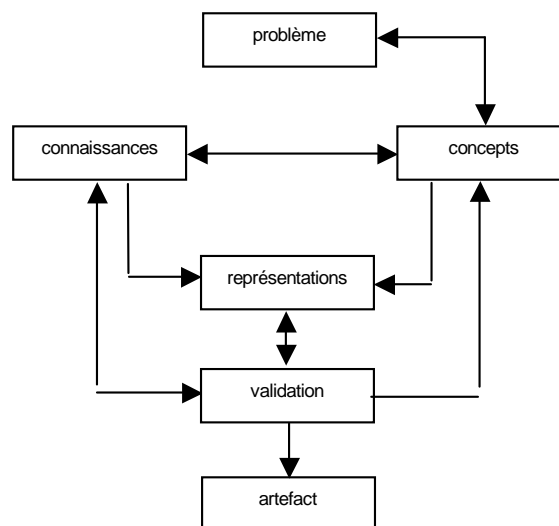 problème
connaissances
concepts
représentations
validation
artefact